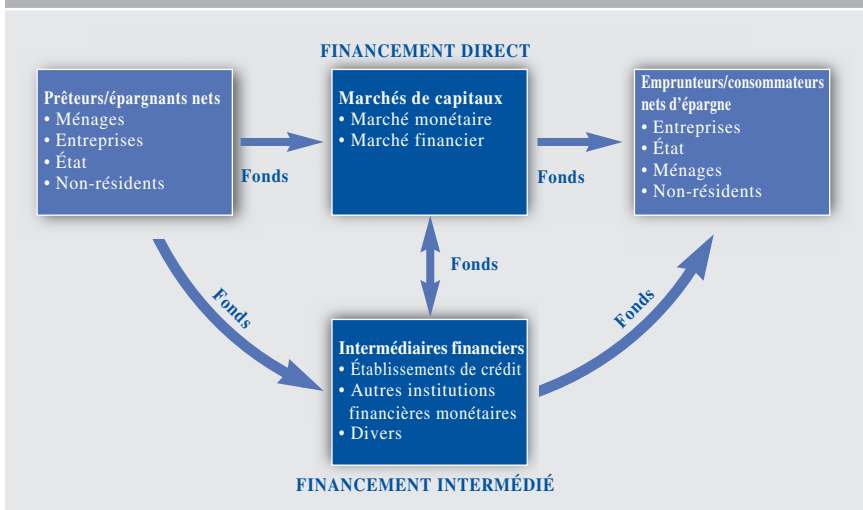 FINANCEMENT DIRECT
Prêteurs/épargnants nets
• Ménages
• Entreprises
• État
• Non-résidents
Fonds
Marchés de capitaux
• Marché monétaire
• Marché financier
Fonds
Emprunteurs/consommateurs
nets d'épargne
• Entreprises
• État
• Ménages
• Non-résidents
Fonds
Fonds
Fonds
Intermédiaires financiers
• Établissements de crédit
• Autres institutions
financières monétaires
• Divers
FINANCEMENT INTERMÉDIÉ